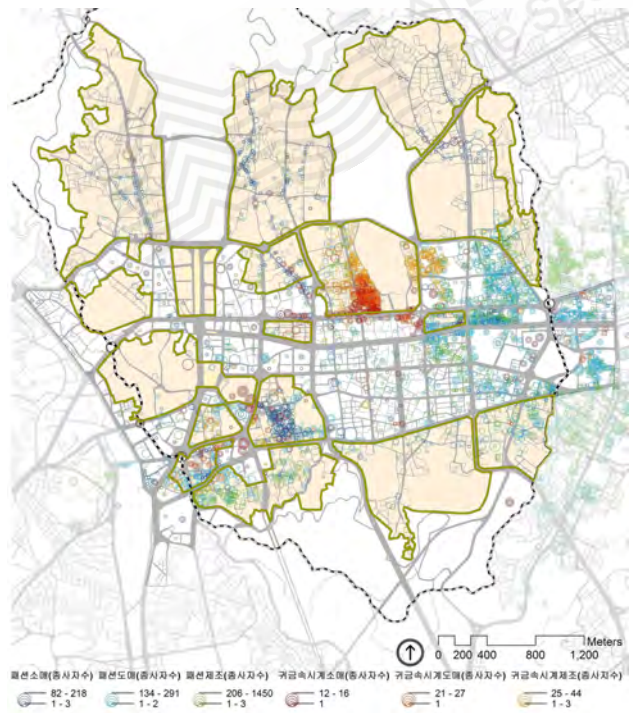 Meters
0 200 400 800 1,200
패션소매(종사자수) 패션도매(종사자수) 패션제조(종사자수) 귀금속시계소매(종사자수) 귀금속시계도매(종사자수) 귀금속시계제조(종사자수)
82 - 218 134 - 291 206 - 1450 12 - 16 21 - 27 25 - 44
1 - 3 1 - 2 1 - 3 1 1 1 - 3